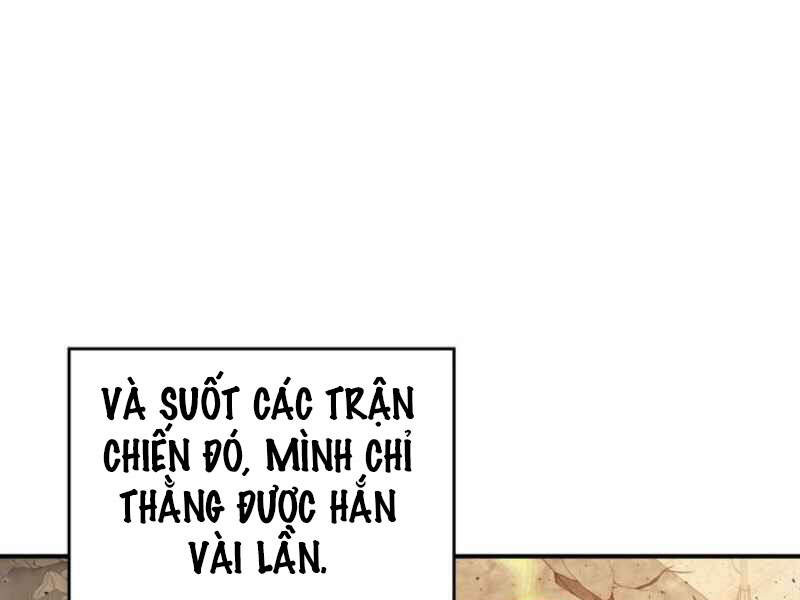 VÀ SUỐT CÁC TRẬN
CHIẾN ĐÓ, MÌNH CHỈ
THẮNG ĐƯỢC HẮN
VÀI LẦN.